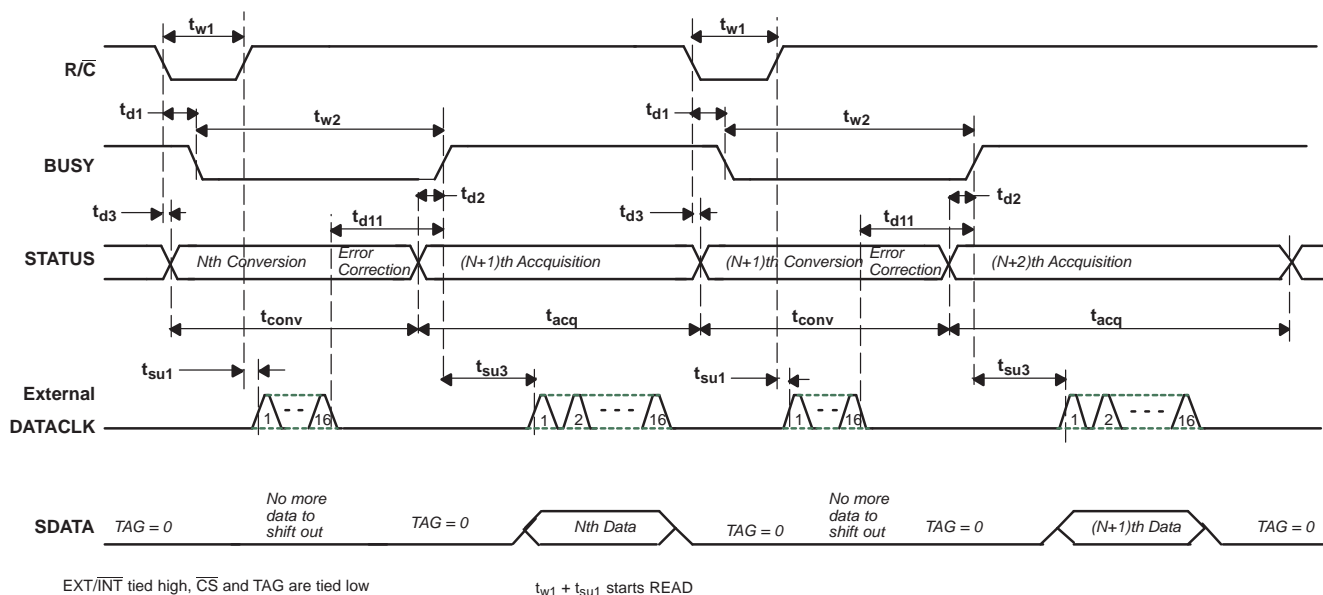 tw1 tw1
R/C̅
td1 tw2 td1 tw2
BUSY
td3 td2 td3 td2
td11 td11
STATUS Nth Conversion Error Correction (N+1)th Accquisition (N+1)th Conversion Error Correction (N+2)th Accquisition
tconv tacq tconv tacq
tsu1 tsu3 tsu1 tsu3
External
DATACLK 1 - - 16 1 2 - - - 16 1 - - 16 1 2 - - - 16
SDATA TAG = 0 No more data to shift out TAG = 0 Nth Data TAG = 0 No more data to shift out TAG = 0 (N+1)th Data TAG = 0
EXT/I̅N̅T̅ tied high, C̅S̅ and TAG are tied low tw1 + tsu1 starts READ